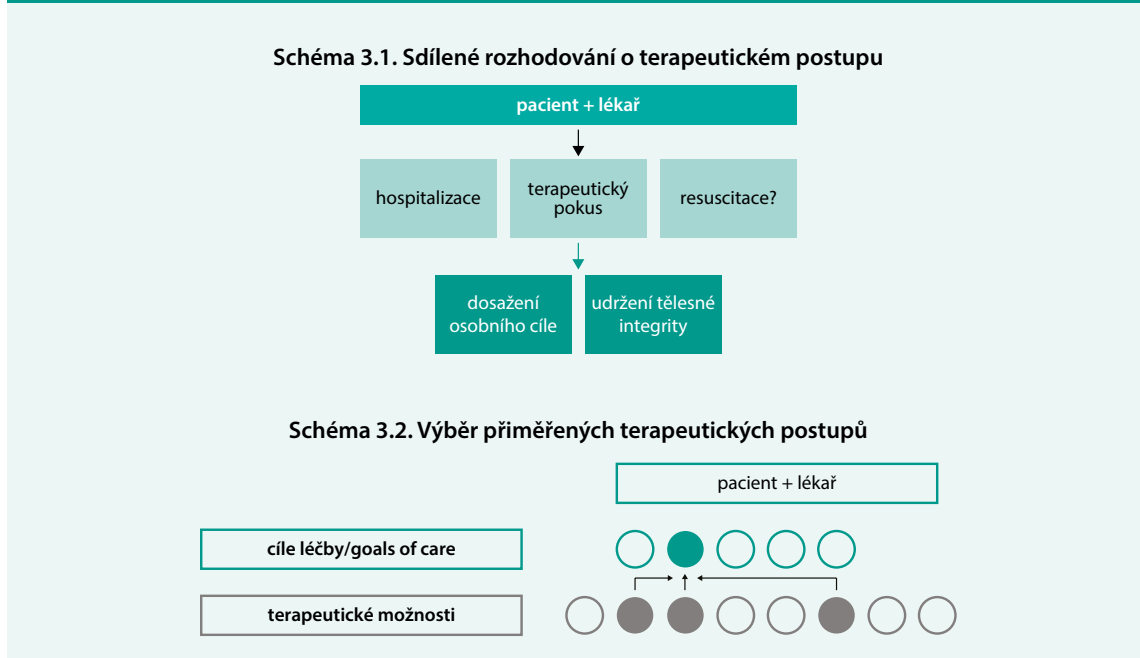 Schéma 3.1. Sdílené rozhodování o terapeutickém postupu
pacient + lékař
hospitalizace
terapeutický
pokus
resuscitace?
dosažení
osobního cíle
udržení tělesné
integrity
Schéma 3.2. Výběr přiměřených terapeutických postupů
pacient + lékař
cíle léčby/goals of care
terapeutické možnosti